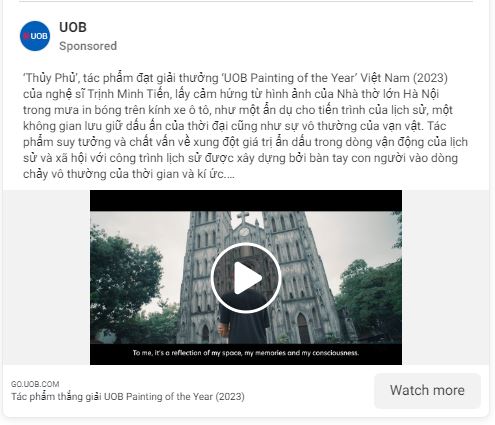 UOB
UOB
Sponsored
‘Thủy Phủ’, tác phẩm đạt giải thưởng ‘UOB Painting of the Year’ Việt Nam (2023)
của nghệ sĩ Trịnh Minh Tiến, lấy cảm hứng từ hình ảnh của Nhà thờ lớn Hà Nội
trong mưa in bóng trên kính xe ô tô, như một ẩn dụ cho tiến trình của lịch sử, một
không gian lưu giữ dấu ấn của thời đại cũng như sự vô thường của vạn vật. Tác
phẩm suy tưởng và chất vấn về xung đột giá trị ẩn dấu trong dòng vận động của lịch
sử và xã hội với công trình lịch sử được xây dựng bởi bàn tay con người vào dòng
chảy vô thường của thời gian và kí ức....
To me, it's a reflection of my space, my memories and my consciousness.
GO.UOB.COM
Tác phẩm thắng giải UOB Painting of the Year (2023)
Watch more